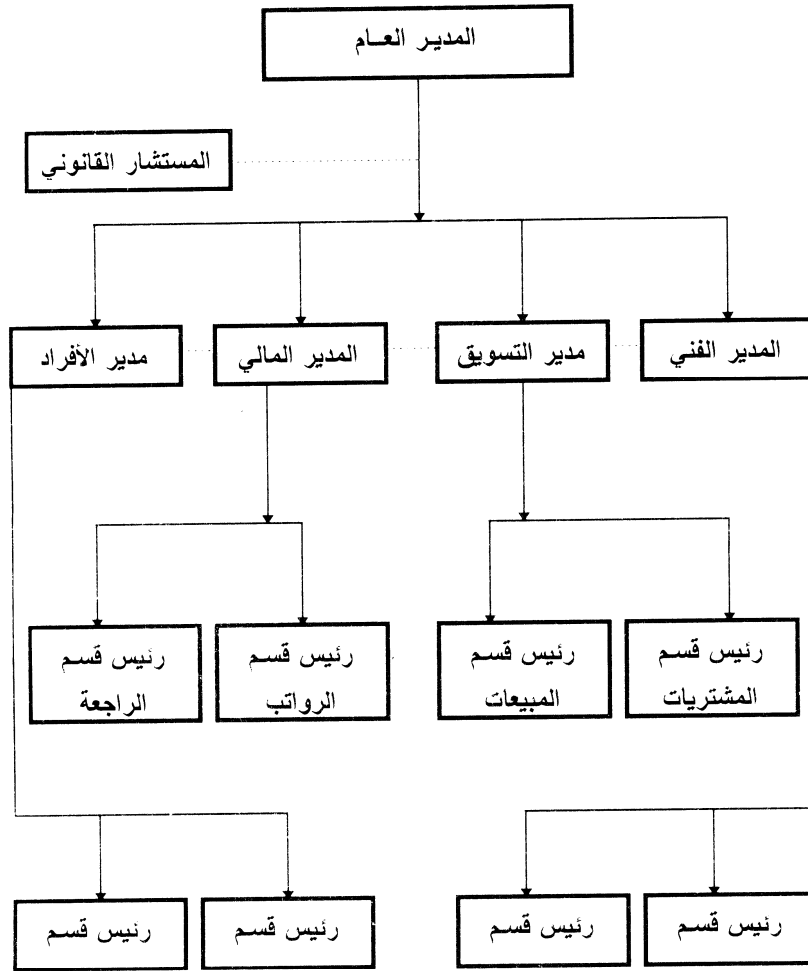 المدير العام
المستشار القانوني
المدير الفني
مدير التسويق
المدير المالي
مدير الأفراد
رئيس قسم
المشتريات
رئيس قسم
المبيعات
رئيس قسم
الرواتب
رئيس قسم
الراجعة
رئيس قسم
رئيس قسم
رئيس قسم
رئيس قسم